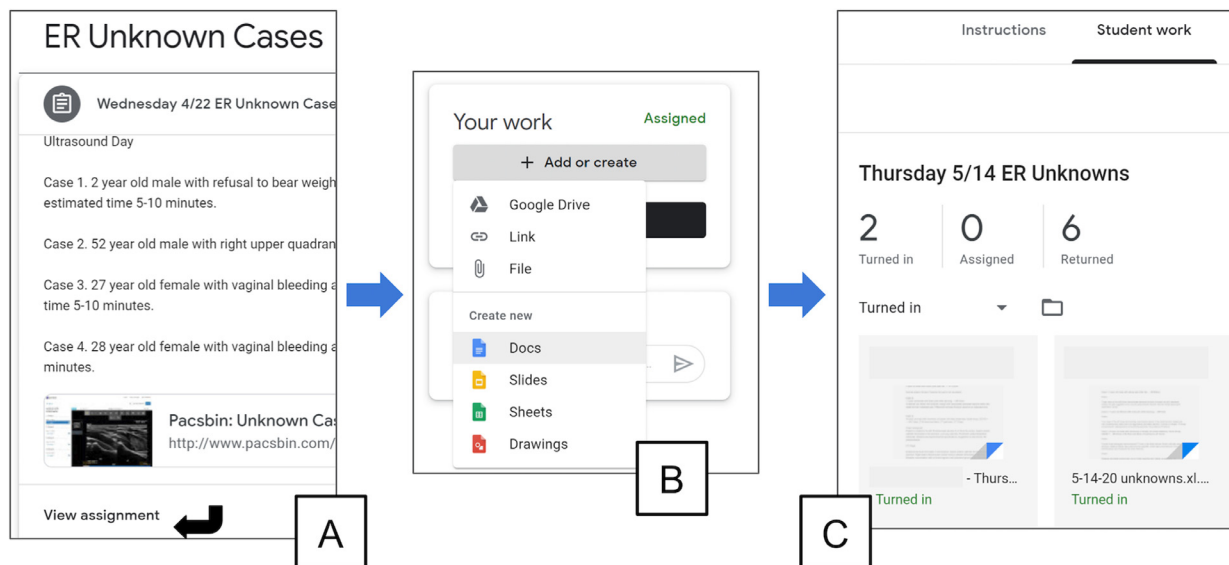 ER Unknown Cases
Wednesday 4/22 ER Unknown Case
Ultrasound Day
Case 1. 2 year old male with refusal to bear weigh
estimated time 5-10 minutes.
Case 2. 52 year old male with right upper quadran
Case 3. 27 year old female with vaginal bleeding a
time 5-10 minutes.
Case 4. 28 year old female with vaginal bleeding a
minutes.
Pacsbin: Unknown Ca
http://www.pacsbin.com/
View assignment
A
Your work
Assigned
+ Add or create
Google Drive
Link
File
Create new
Docs
Slides
Sheets
Drawings
B
Instructions
Student work
Thursday 5/14 ER Unknowns
2 0 6
Turned in Assigned Returned
Turned in
- Thurs...
Turned in
5-14-20 unknowns.xl....
Turned in
C